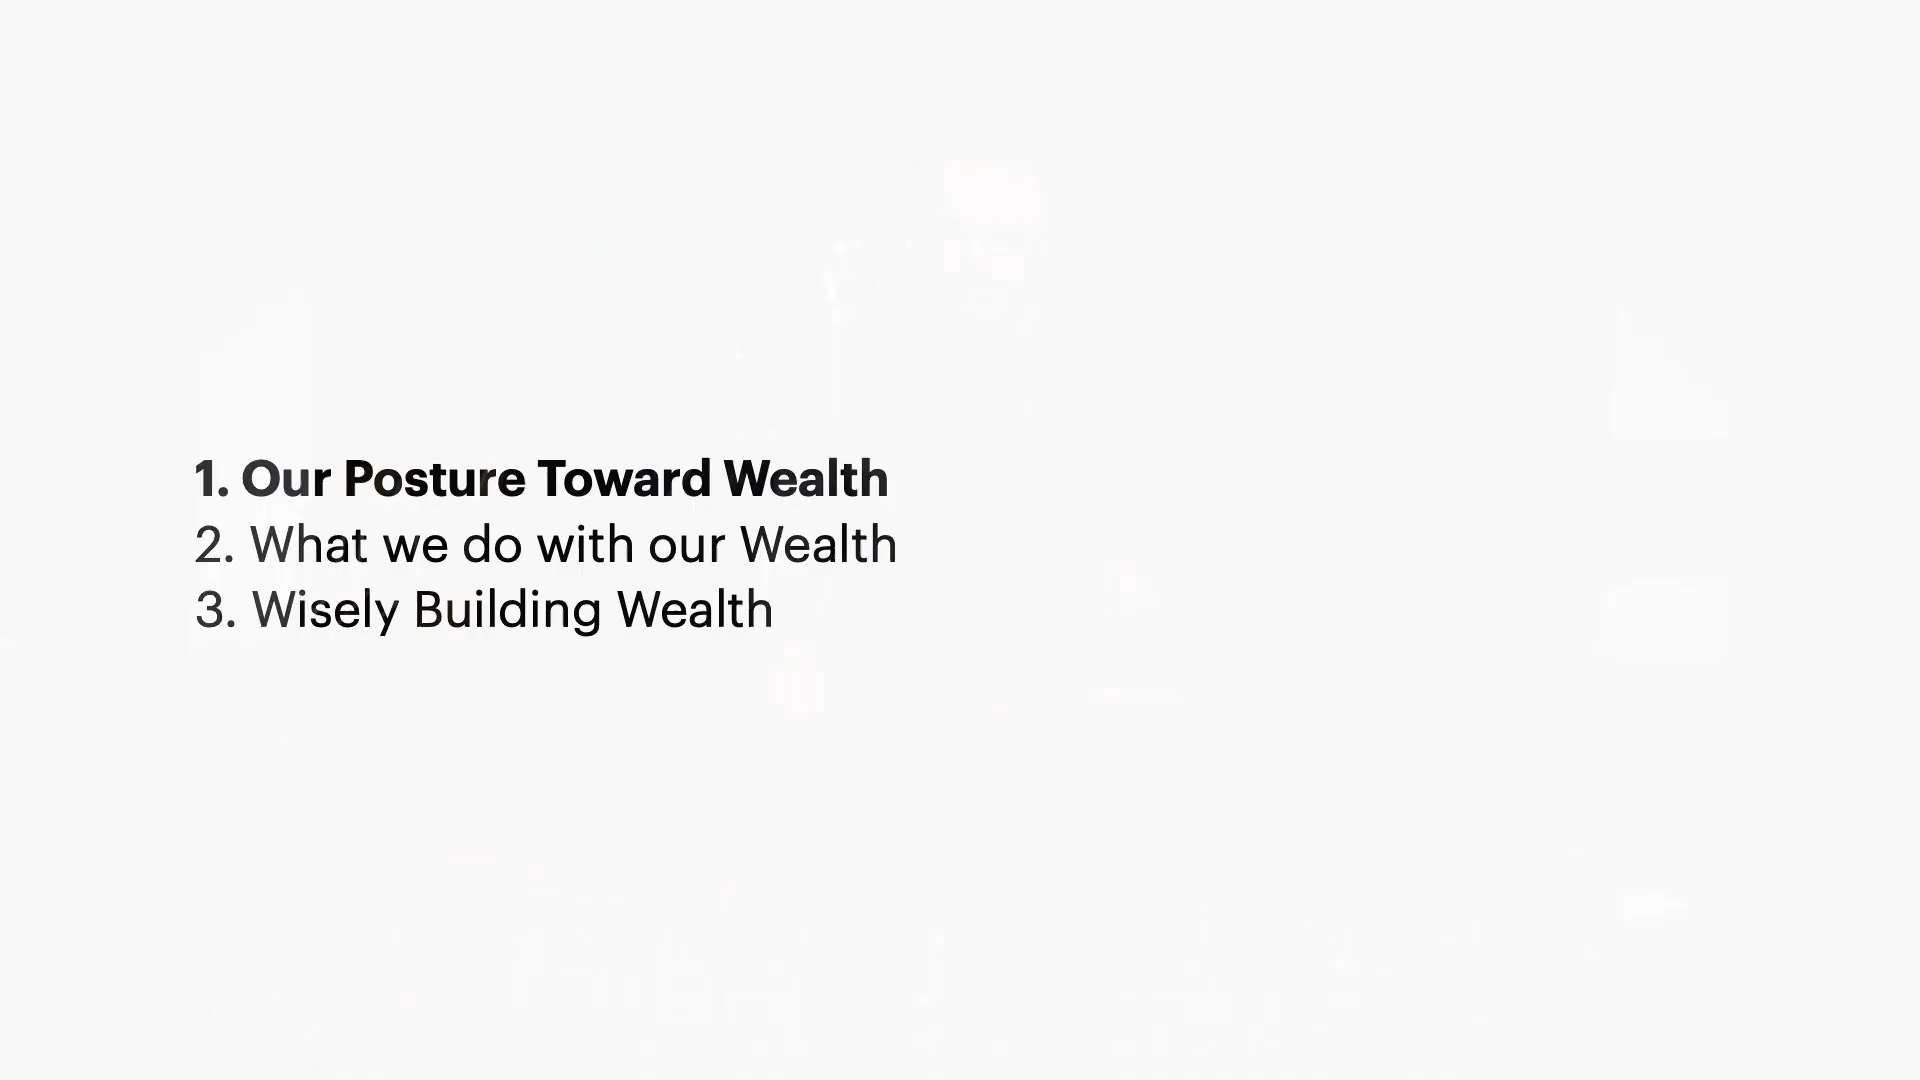 1. Our Posture Toward Wealth
2. What we do with our Wealth
3. Wisely Building Wealth